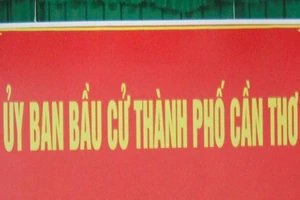 ỦY BAN BẦU CỬ THÀNH PHỐ CẦN THƠ